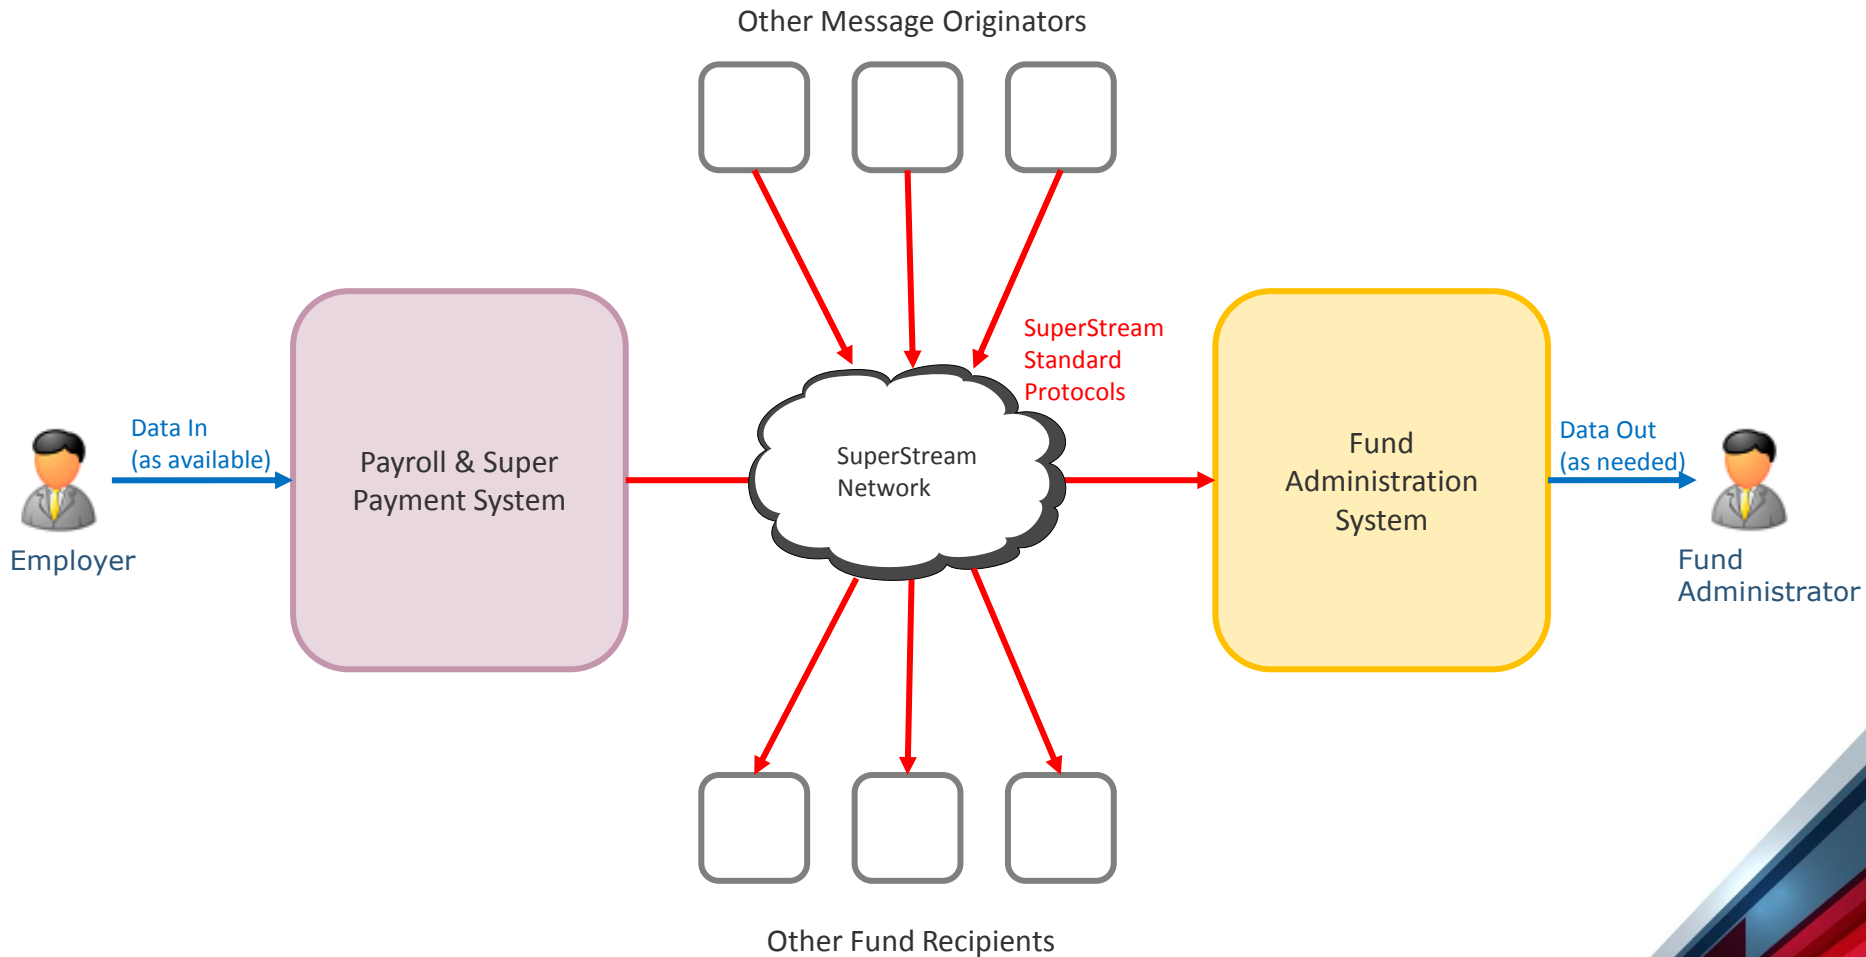 Other Message Originators
SuperStream
Standard
Protocols
Data In
(as available)
Payroll & Super
Payment System
SuperStream
Network
Fund
Administration
System
Data Out
(as needed)
Employer
Fund
Administrator
Other Fund Recipients